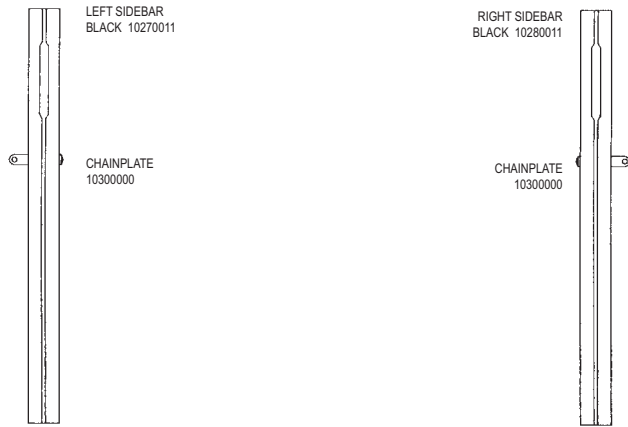 LEFT SIDEBAR
BLACK 10270011
CHAINPLATE
10300000
RIGHT SIDEBAR
BLACK 10280011
CHAINPLATE
10300000